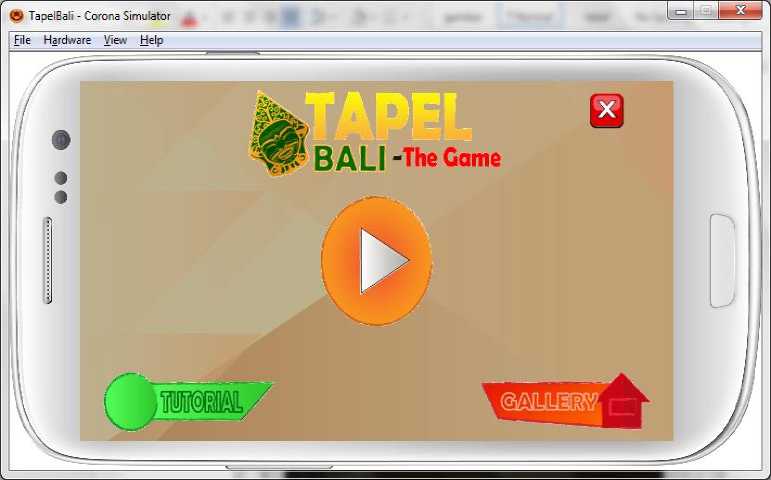 TapelBali - Corona Simulator
File Hardware View Help
TAPEL
BALI -The Game
TUTORIAL
GALLERY